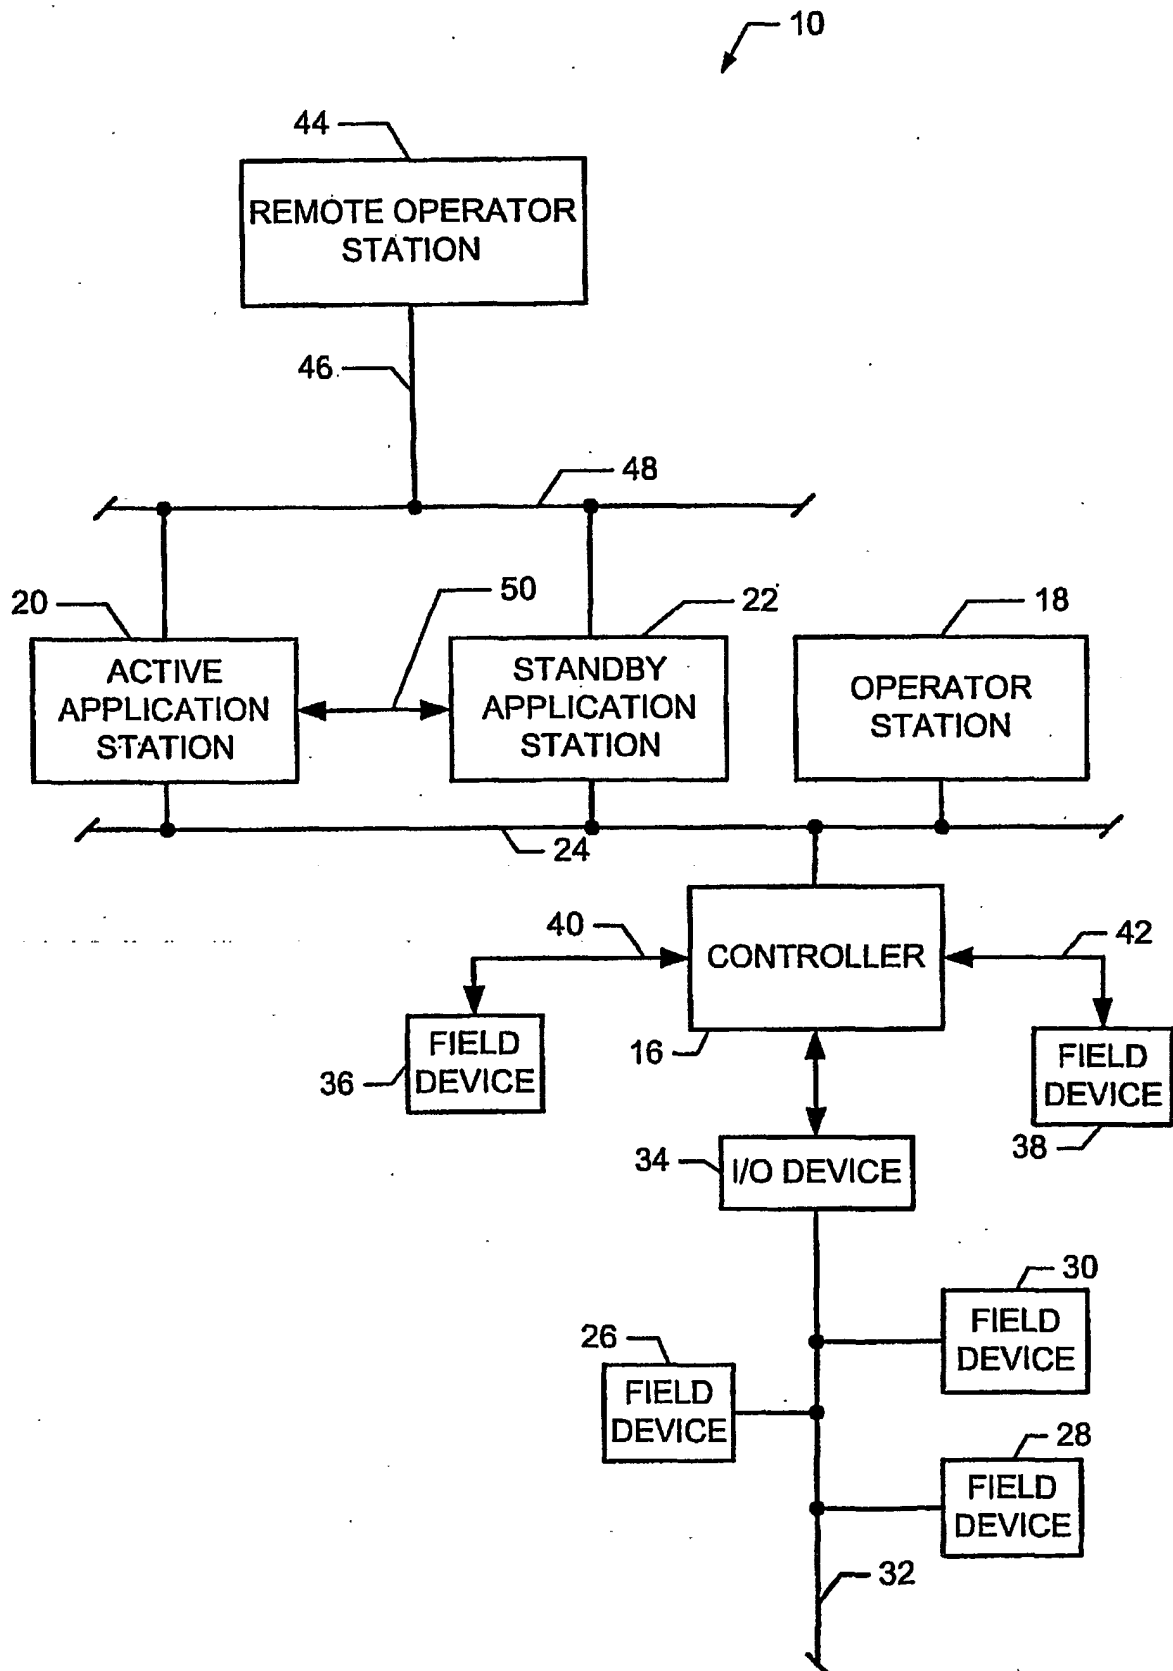 10
44
REMOTE OPERATOR
STATION
46
48
20
50
22
18
ACTIVE
APPLICATION
STATION
STANDBY
APPLICATION
STATION
OPERATOR
STATION
24
40
CONTROLLER
42
FIELD
DEVICE
36
16
FIELD
DEVICE
38
34
I/O DEVICE
30
FIELD
DEVICE
26
FIELD
DEVICE
28
FIELD
DEVICE
32